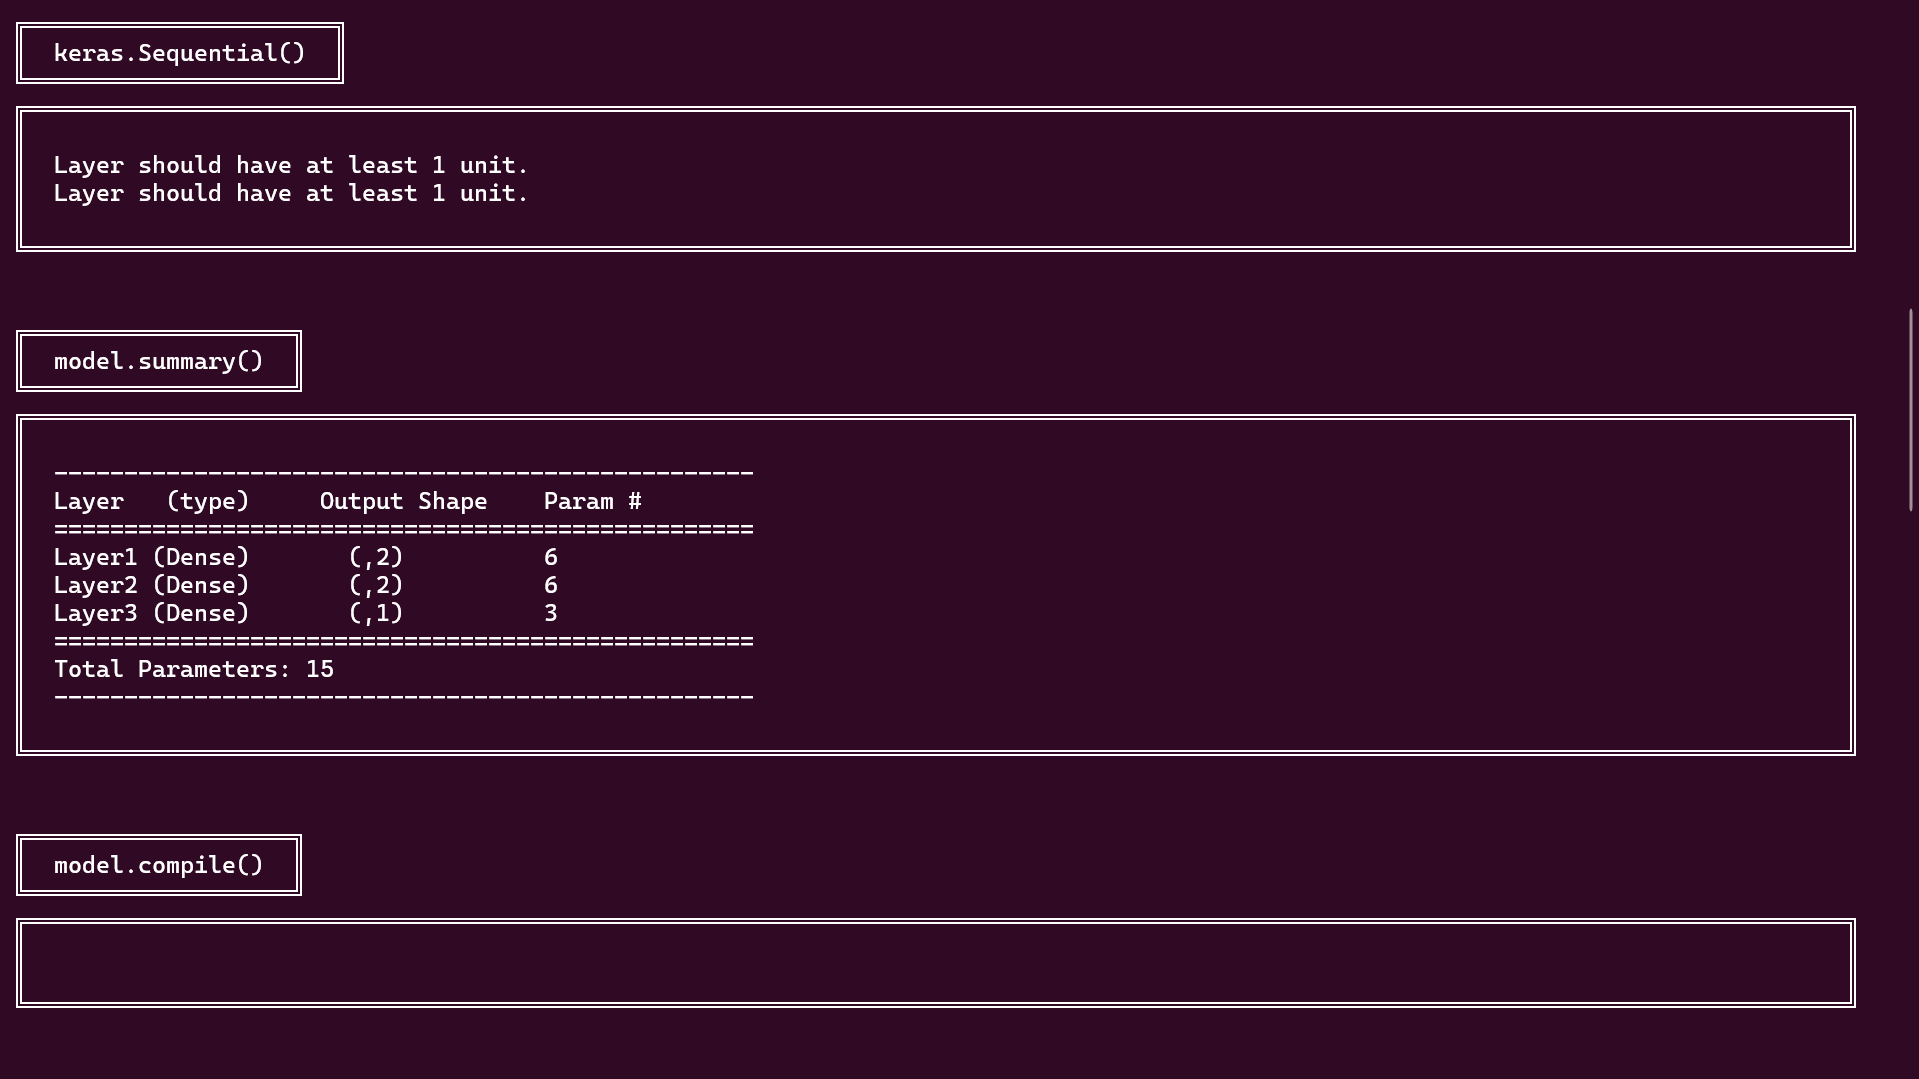 keras.Sequential()
Layer should have at least 1 unit.
Layer should have at least 1 unit.
model.summary()
--------------------------------------------------
Layer   (type)     Output Shape    Param #
==================================================
Layer1 (Dense)       (,2)          6
Layer2 (Dense)       (,2)          6
Layer3 (Dense)       (,1)          3
==================================================
Total Parameters: 15
--------------------------------------------------
model.compile()